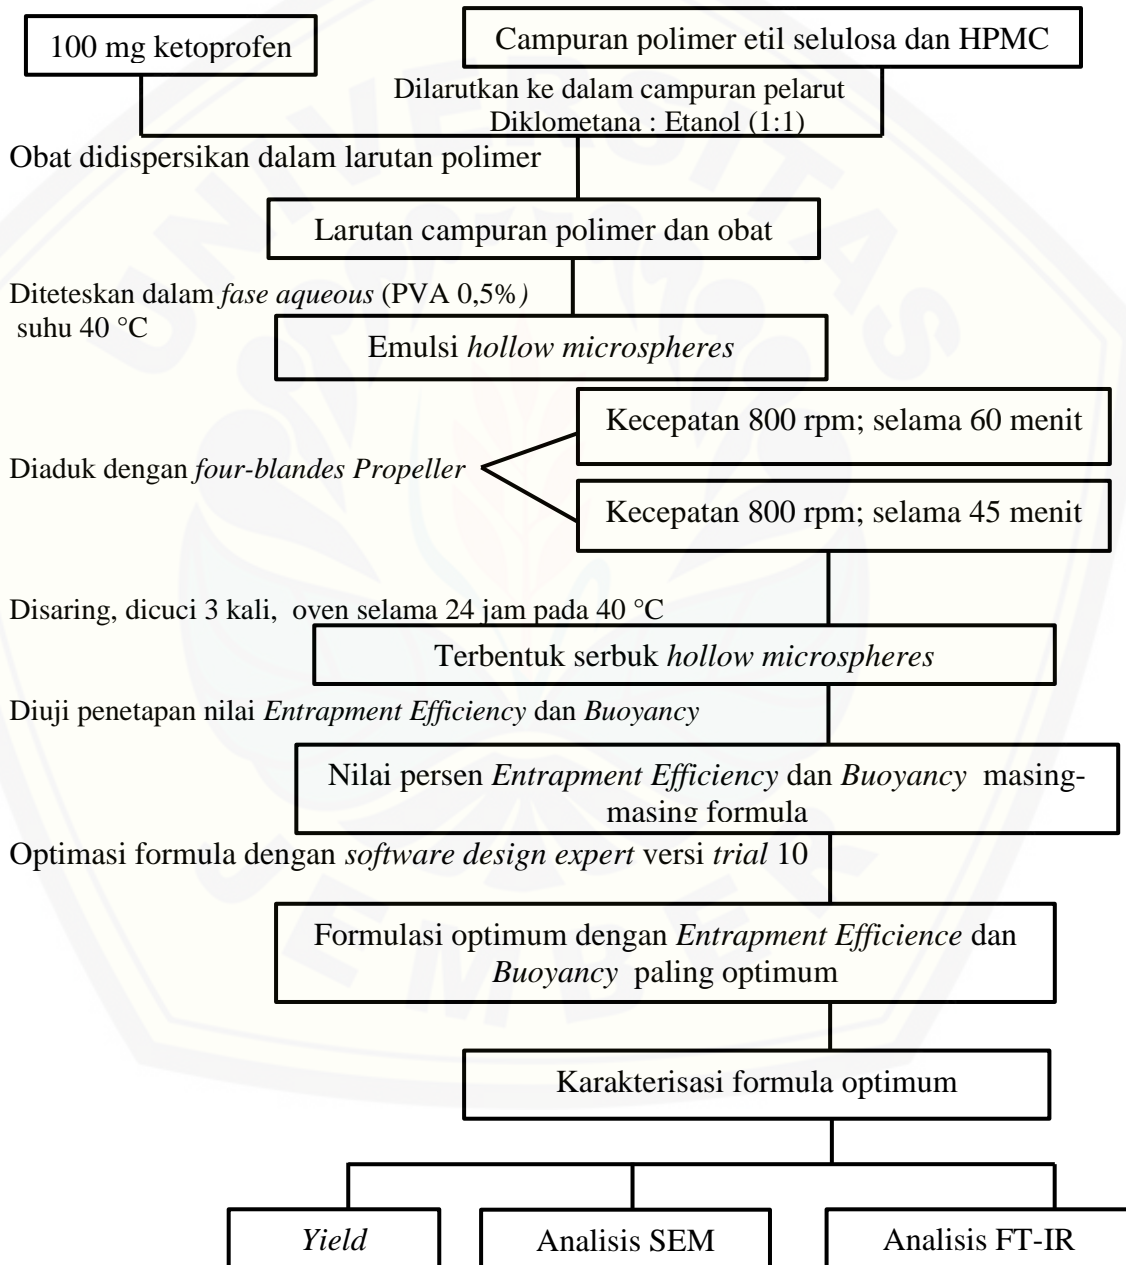 100 mg ketoprofen
Campuran polimer etil selulosa dan HPMC
Dilarutkan ke dalam campuran pelarut
Diklometana : Etanol (1:1)
Obat didispersikan dalam larutan polimer
Larutan campuran polimer dan obat
Diteteskan dalam fase aqueous (PVA 0,5%)
suhu 40 °C
Emulsi hollow microspheres
Kecepatan 800 rpm; selama 60 menit
Diaduk dengan four-blandes Propeller
Kecepatan 800 rpm; selama 45 menit
Disaring, dicuci 3 kali, oven selama 24 jam pada 40 °C
Terbentuk serbuk hollow microspheres
Diuji penetapan nilai Entrapment Efficiency dan Buoyancy
Nilai persen Entrapment Efficiency dan Buoyancy masing-
masing formula
Optimasi formula dengan software design expert versi trial 10
Formulasi optimum dengan Entrapment Efficience dan
Buoyancy paling optimum
Karakterisasi formula optimum
Yield
Analisis SEM
Analisis FT-IR
UNIVERSITAS
JEMBER